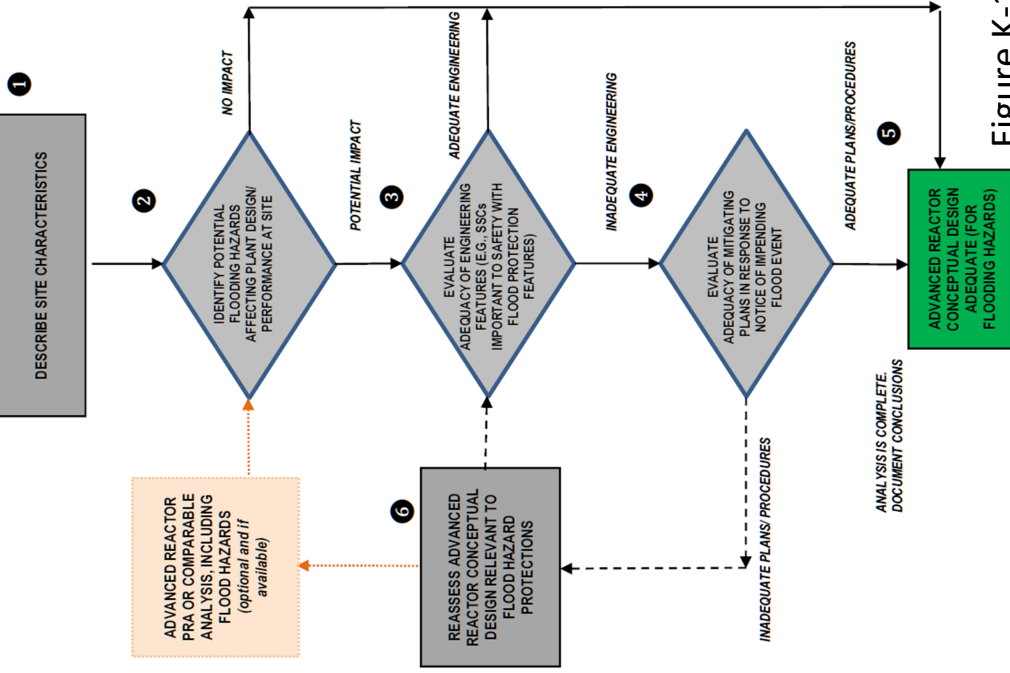 DESCRIBE SITE CHARACTERISTICS
1
2
IDENTIFY POTENTIAL
FLOODING HAZARDS
AFFECTING PLANT DESIGN/
PERFORMANCE AT SITE
NO IMPACT
POTENTIAL IMPACT
3
EVALUATE
ADEQUACY OF ENGINEERING
FEATURES (E.G., SSCs
IMPORTANT TO SAFETY WITH
FLOOD PROTECTION
FEATURES)
ADEQUATE ENGINEERING
INADEQUATE ENGINEERING
4
EVALUATE
ADEQUACY OF MITIGATING
PLANS IN RESPONSE TO
NOTICE OF IMPENDING
FLOOD EVENT
ADEQUATE PLANS/PROCEDURES
5
ADVANCED REACTOR
CONCEPTUAL DESIGN
ADEQUATE (FOR
FLOODING HAZARDS)
ANALYSIS IS COMPLETE.
DOCUMENT CONCLUSIONS
INADEQUATE PLANS/ PROCEDURES
6
REASSESS ADVANCED
REACTOR CONCEPTUAL
DESIGN RELEVANT TO
FLOOD HAZARD
PROTECTIONS
ADVANCED REACTOR
PRA OR COMPARABLE
ANALYSIS, INCLUDING
FLOOD HAZARDS
(optional and if
available)
Figure